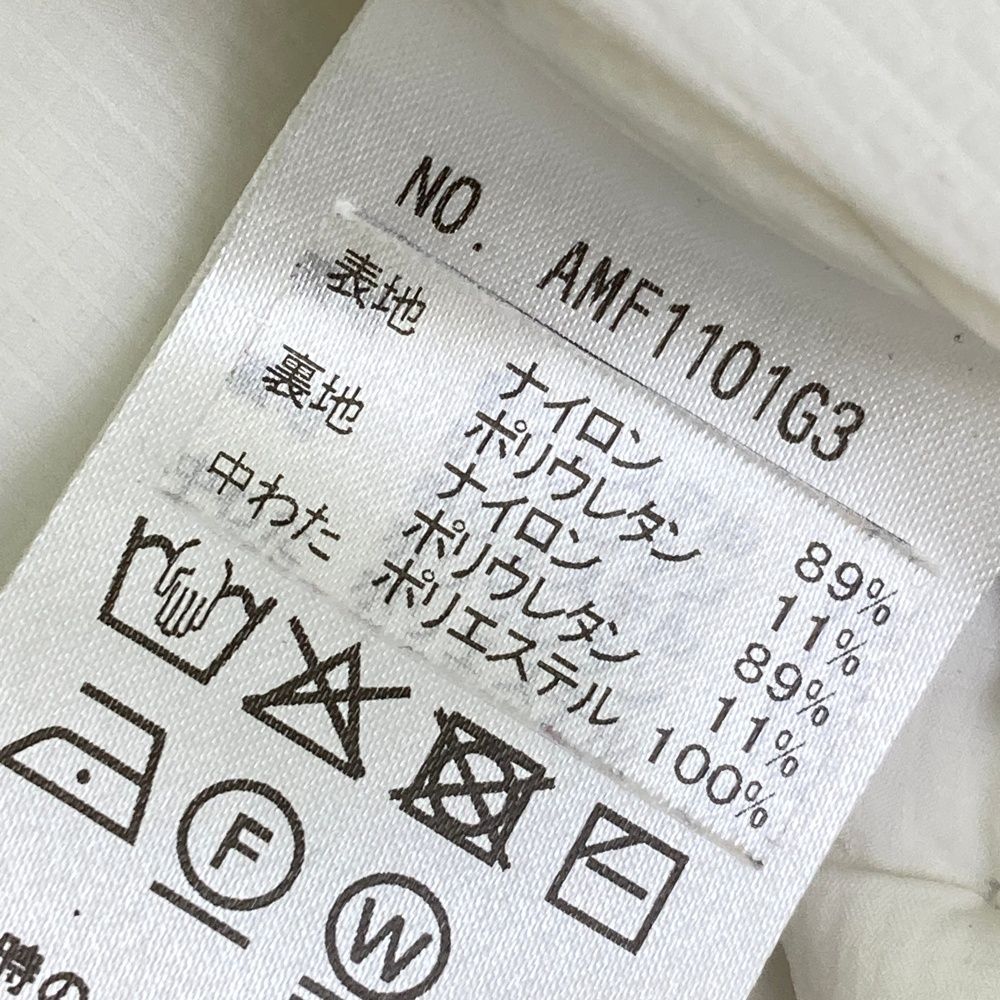 NO. AMF1101G3
表地 ナイロン 89%
ポリウレタン 11%
裏地 ナイロン 89%
ポリウレタン 11%
中わた ポリエステル 100%
F
W
時の